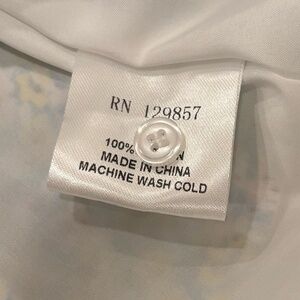 RN 129857
100%
MADE IN CHINA
MACHINE WASH COLD